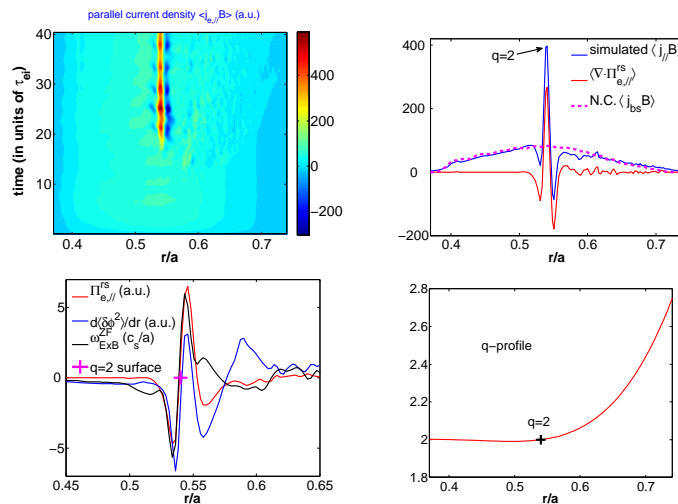 parallel current density <j_{e,//}B> (a.u.)
time (in units of τ_{ei})
40
30
20
10
0.4 0.5 0.6 0.7
r/a
400
200
0
−200
q=2
simulated ⟨ j_{//}B⟩
⟨∇·Π^{rs}_{e,//}⟩
N.C.⟨ j_{bs}B⟩
400
200
0
−200
0.4 0.5 0.6 0.7
r/a
Π^{rs}_{e,//} (a.u.)
d⟨δϕ²⟩/dr (a.u.)
ω^{ZF}_{ExB} (c_s/a)
q=2 surface
5
0
−5
0.45 0.5 0.55 0.6 0.65
r/a
2.8
2.6
2.4
2.2
2
1.8
q−profile
q=2
0.4 0.5 0.6 0.7
r/a